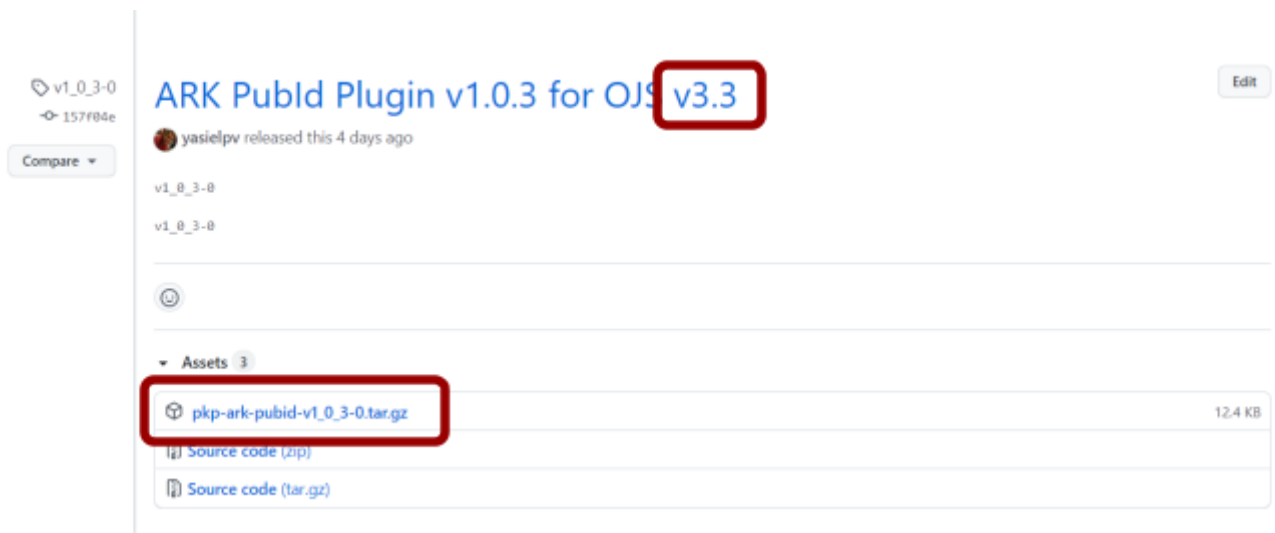 v1_0_3-0
157f04e
Compare
ARK PubId Plugin v1.0.3 for OJS v3.3
Edit
yasielpv released this 4 days ago
v1_0_3-0
v1_0_3-0
Assets 3
pkp-ark-pubid-v1_0_3-0.tar.gz
12.4 KB
Source code (zip)
Source code (tar.gz)